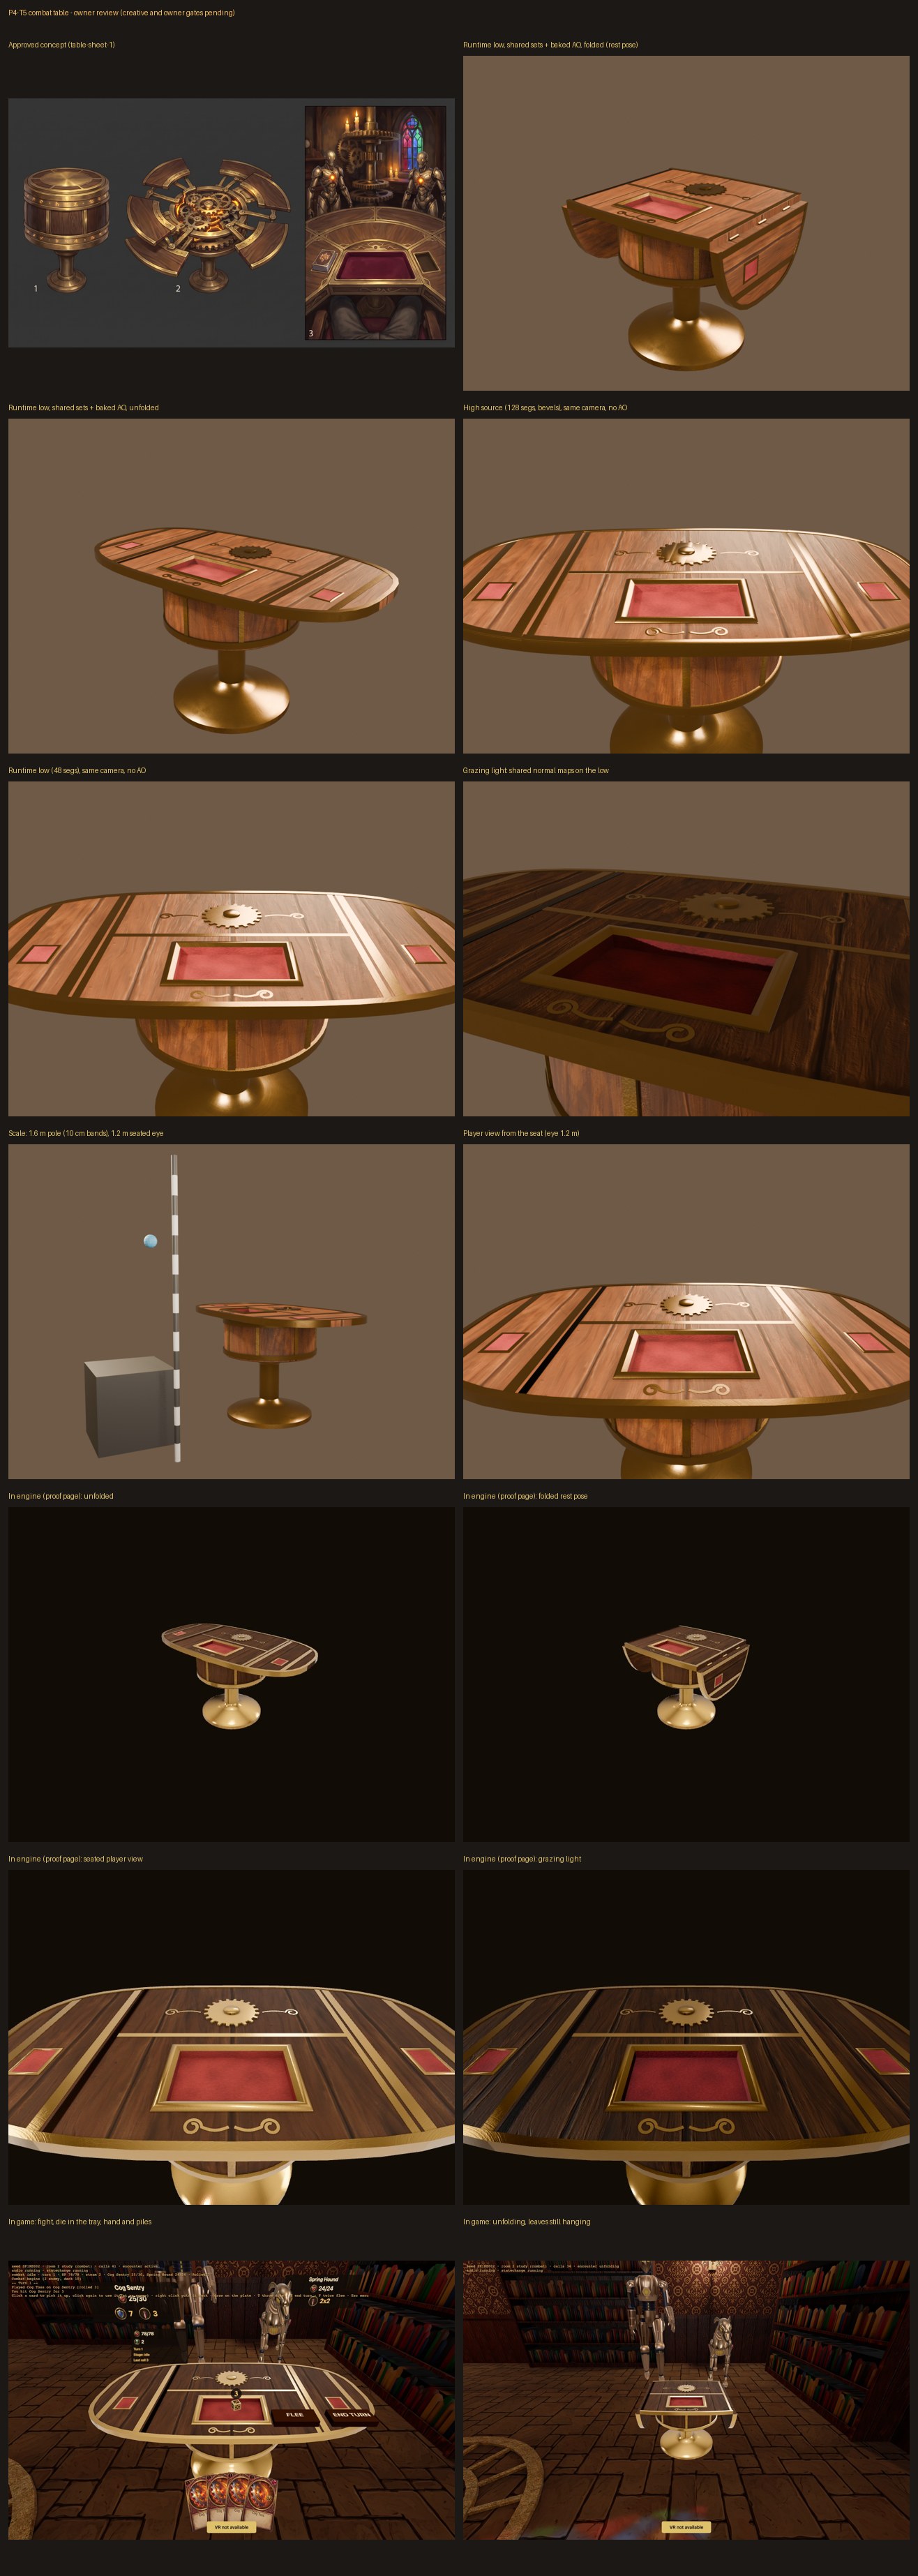 P4-T5 combat table - owner review (creative and owner gates pending)
Approved concept (table-sheet-1)
Runtime low, shared sets + baked AO, folded (rest pose)
1
2
3
Runtime low, shared sets + baked AO, unfolded
High source (128 segs, bevels), same camera, no AO
Runtime low (48 segs), same camera, no AO
Grazing light: shared normal maps on the low
Scale: 1.6 m pole (10 cm bands), 1.2 m seated eye
Player view from the seat (eye 1.2 m)
In engine (proof page): unfolded
In engine (proof page): folded rest pose
In engine (proof page): seated player view
In engine (proof page): grazing light
In game: fight, die in the tray, hand and piles
In game: unfolding, leaves still hanging
Cog Sentry
7 3
78/78
2
Spring Hound
24/24
2x2
3
FLEE
END TURN
VR not available
VR not available